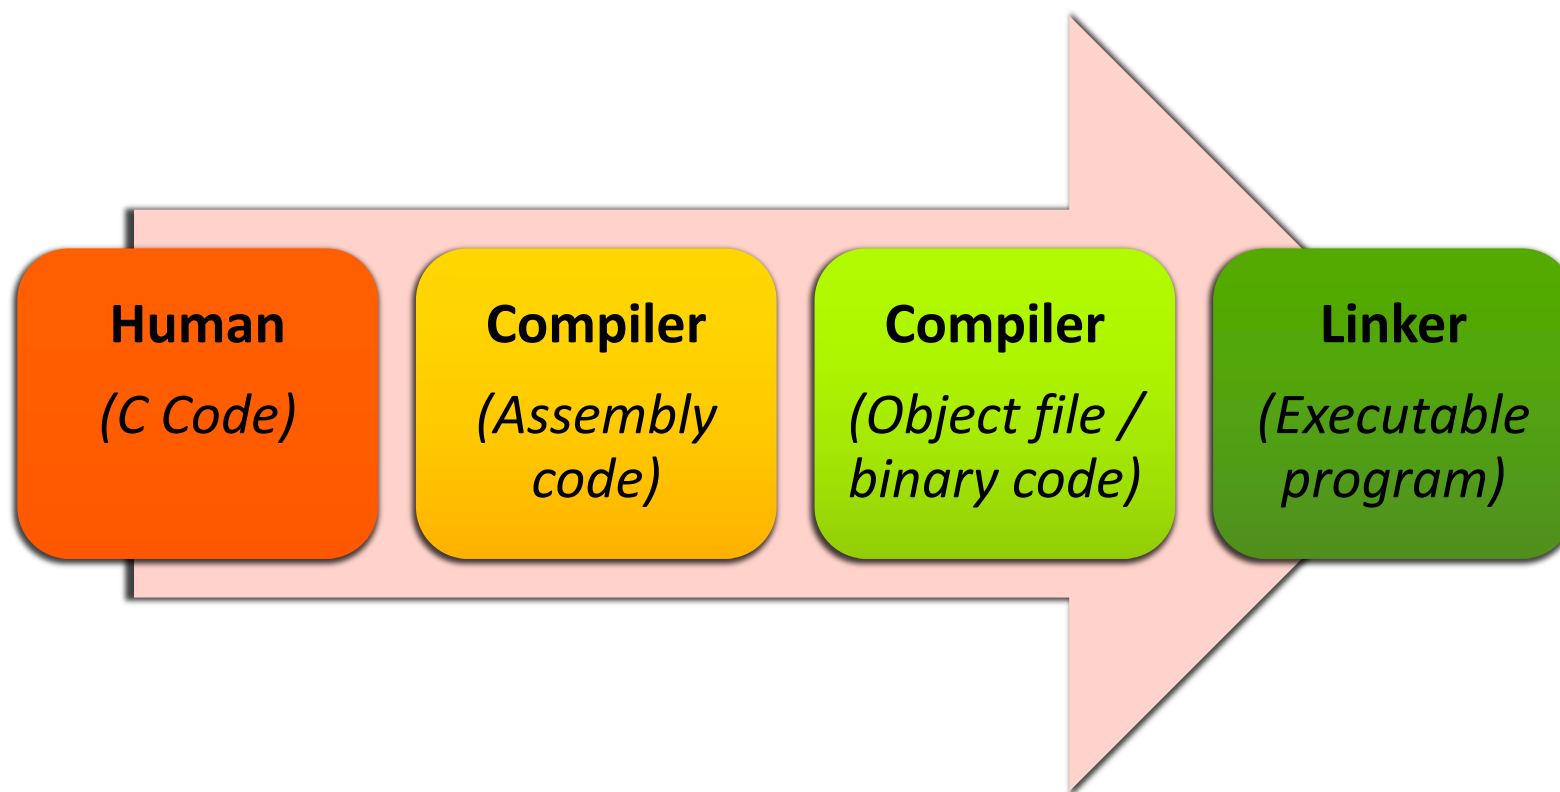 Human
(C Code)
Compiler
(Assembly
code)
Compiler
(Object file /
binary code)
Linker
(Executable
program)